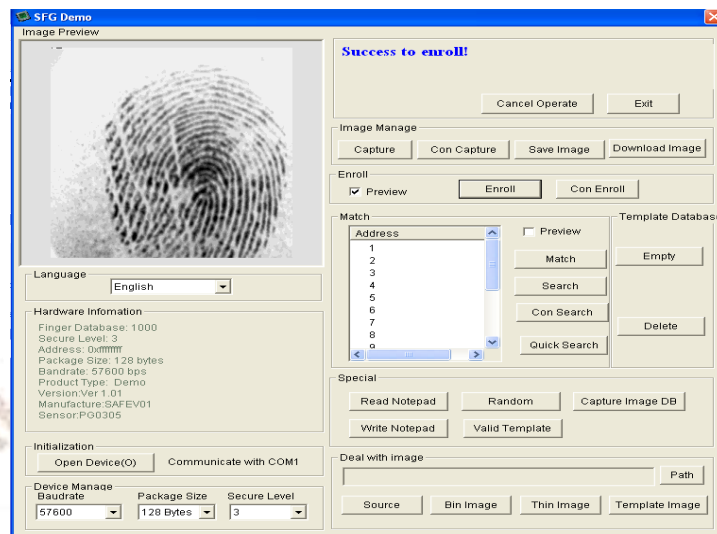 SFG Demo
Image Preview
Success to enroll!
Cancel Operate
Exit
Image Manage
Capture
Con Capture
Save Image
Download Image
Enroll
Preview
Enroll
Con Enroll
Match
Address
1
2
3
4
5
6
7
8
9
Preview
Match
Search
Con Search
Quick Search
Template Database
Empty
Delete
Language
English
Hardware Infomation
Finger Database: 1000
Secure Level: 3
Address: 0xffffffff
Package Size: 128 bytes
Bandrate: 57600 bps
Product Type: Demo
Version:Ver 1.01
Manufacture:SAFEV01
Sensor:PG0305
Special
Read Notepad
Random
Capture Image DB
Write Notepad
Valid Template
Initialization
Open Device(O)
Communicate with COM1
Deal with image
Path
Source
Bin Image
Thin Image
Template Image
Device Manage
Baudrate
Package Size
Secure Level
57600
128 Bytes
3